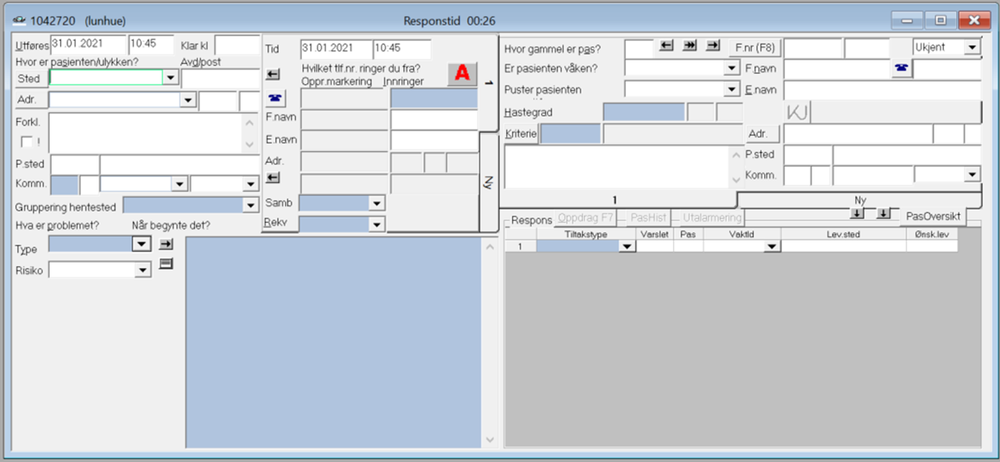 1042720 (lunhue) Responstid 00:26
Utføres 31.01.2021 10:45 Klar kl
Hvor er pasienten/ulykken? Avd/post
Sted
Adr.
Forkl.
!
P.sted
Komm.
Gruppering hentested
Hva er problemet? Når begynte det?
Type
Risiko
Tid 31.01.2021 10:45
Hvilket tlf.nr. ringer du fra?
Oppr.markering Innringer
A
F.navn
E.navn
Adr.
Samb
Rekv
1
Ny
Hvor gammel er pas? F.nr (F8) Ukjent
Er pasienten våken? F.navn
Puster pasienten E.navn
Hastegrad KJ
Kriterie Adr.
P.sted
Komm.
1 Ny
Respons Oppdrag F7 PasHist Utalarmering PasOversikt
Tiltakstype Varslet Pas VaktId Lev.sted Ønsk.lev
1